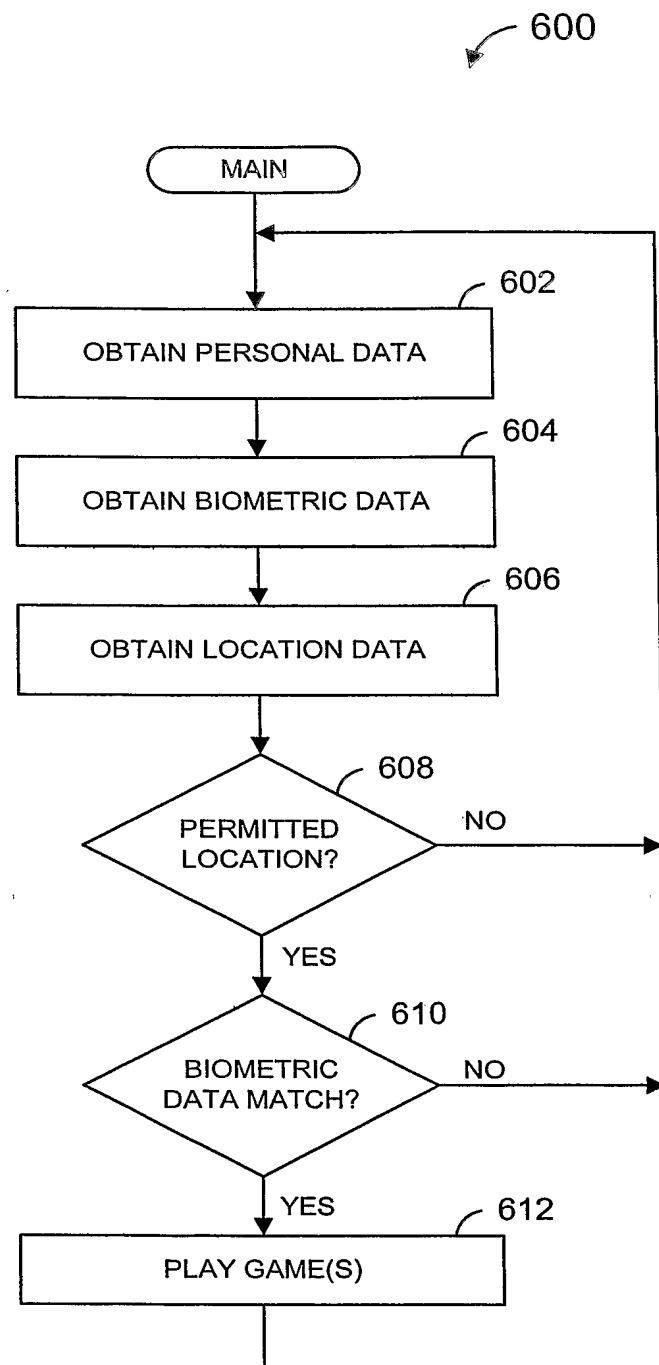 600
MAIN
602
OBTAIN PERSONAL DATA
604
OBTAIN BIOMETRIC DATA
606
OBTAIN LOCATION DATA
608
PERMITTED
LOCATION?
NO
YES
610
BIOMETRIC
DATA MATCH?
NO
YES
612
PLAY GAME(S)